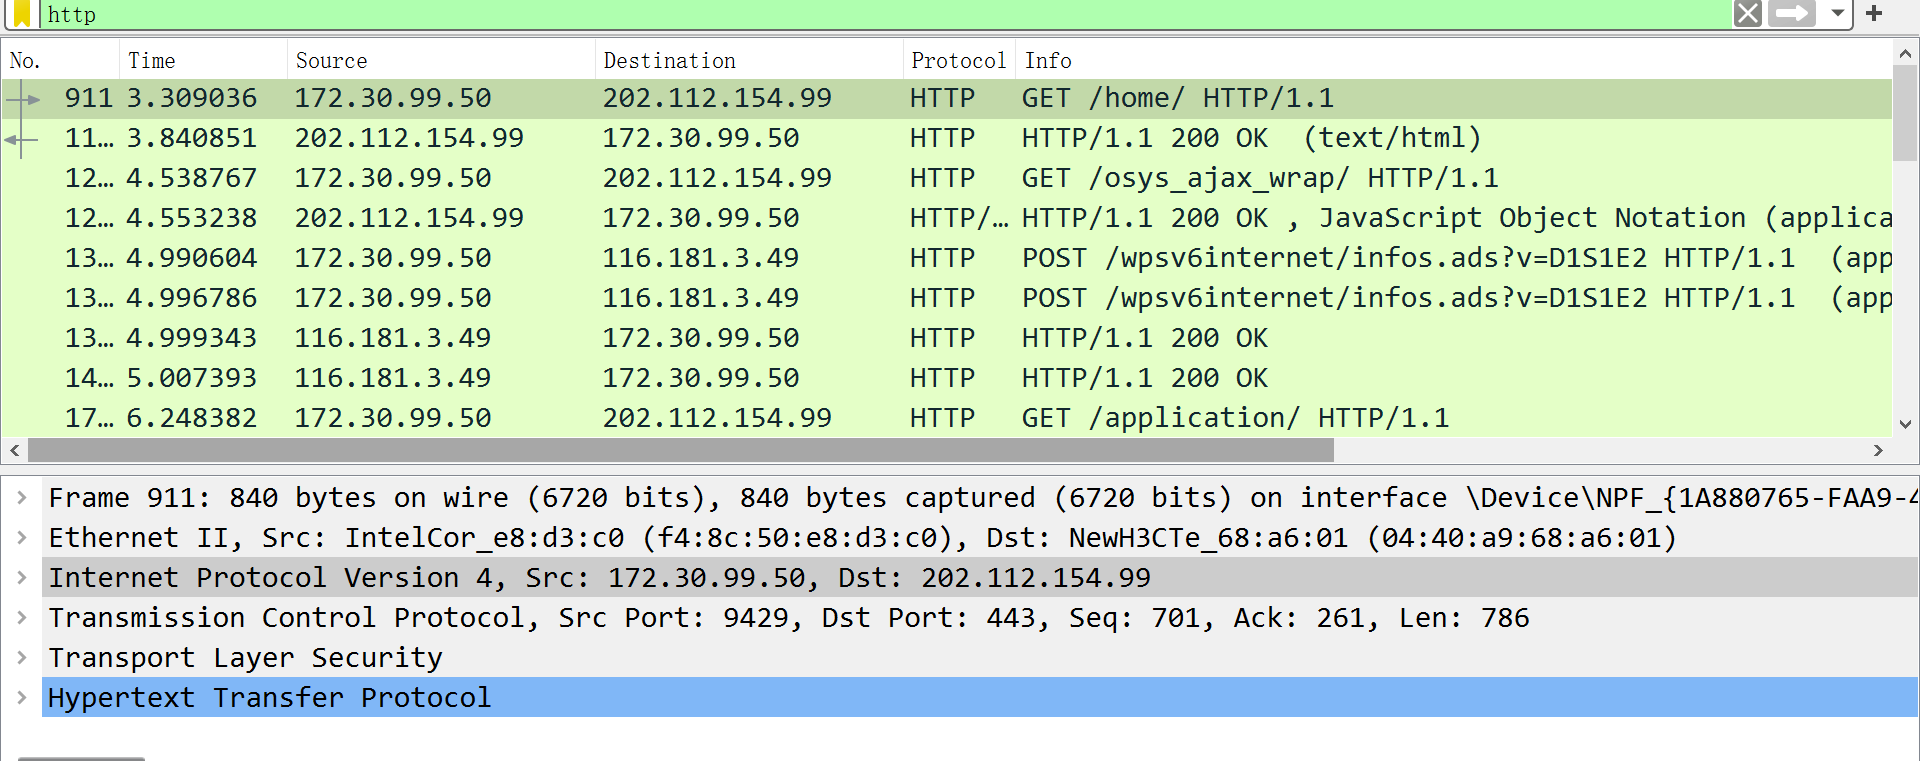 http
No. Time Source Destination Protocol Info
911 3.309036 172.30.99.50 202.112.154.99 HTTP GET /home/ HTTP/1.1
11… 3.840851 202.112.154.99 172.30.99.50 HTTP HTTP/1.1 200 OK (text/html)
12… 4.538767 172.30.99.50 202.112.154.99 HTTP GET /osys_ajax_wrap/ HTTP/1.1
12… 4.553238 202.112.154.99 172.30.99.50 HTTP/… HTTP/1.1 200 OK , JavaScript Object Notation (applica
13… 4.990604 172.30.99.50 116.181.3.49 HTTP POST /wpsv6internet/infos.ads?v=D1S1E2 HTTP/1.1 (app
13… 4.996786 172.30.99.50 116.181.3.49 HTTP POST /wpsv6internet/infos.ads?v=D1S1E2 HTTP/1.1 (app
13… 4.999343 116.181.3.49 172.30.99.50 HTTP HTTP/1.1 200 OK
14… 5.007393 116.181.3.49 172.30.99.50 HTTP HTTP/1.1 200 OK
17… 6.248382 172.30.99.50 202.112.154.99 HTTP GET /application/ HTTP/1.1
Frame 911: 840 bytes on wire (6720 bits), 840 bytes captured (6720 bits) on interface \Device\NPF_{1A880765-FAA9-4
Ethernet II, Src: IntelCor_e8:d3:c0 (f4:8c:50:e8:d3:c0), Dst: NewH3CTe_68:a6:01 (04:40:a9:68:a6:01)
Internet Protocol Version 4, Src: 172.30.99.50, Dst: 202.112.154.99
Transmission Control Protocol, Src Port: 9429, Dst Port: 443, Seq: 701, Ack: 261, Len: 786
Transport Layer Security
Hypertext Transfer Protocol